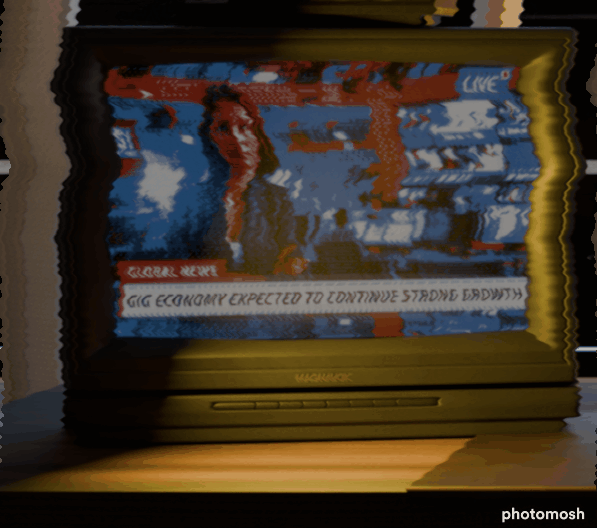 LIVE
GLOBAL NEWS
GIG ECONOMY EXPECTED TO CONTINUE STRONG GROWTH
MAGNAVOX
photomosh